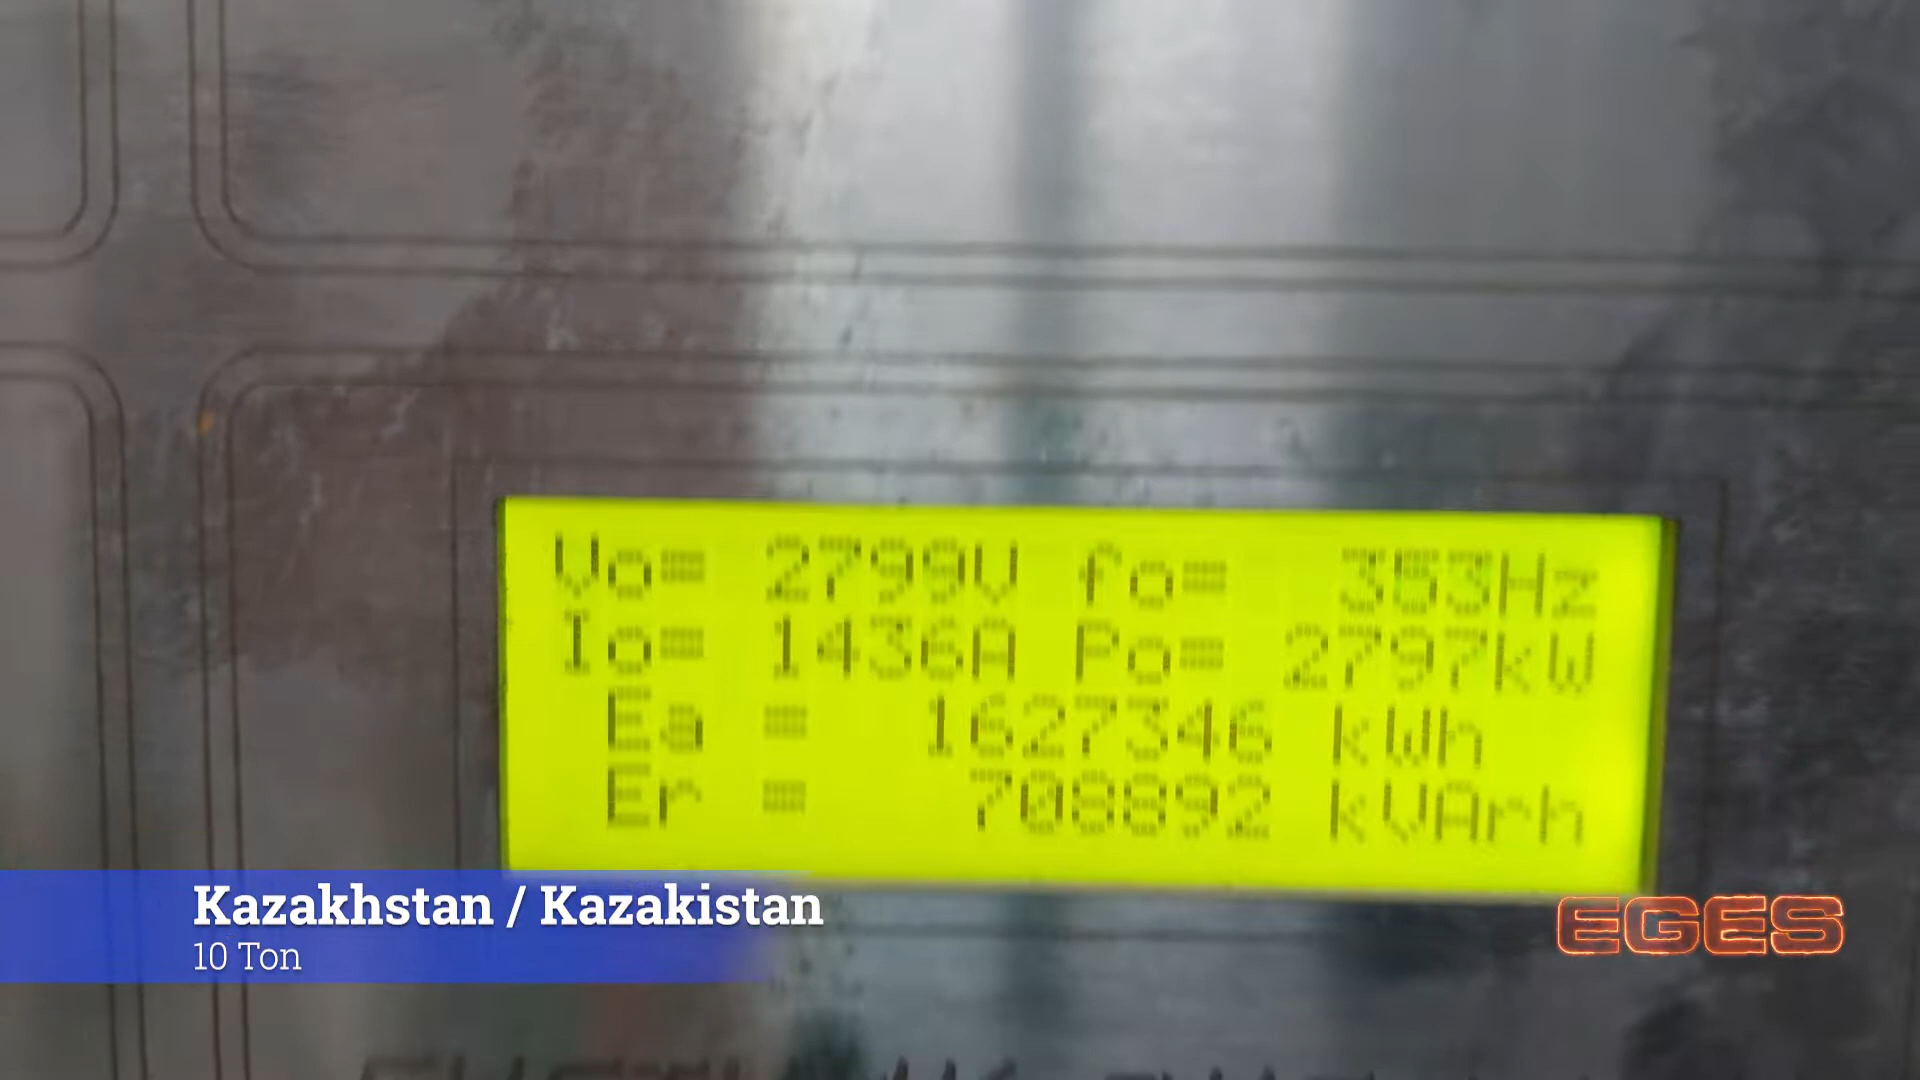 Vo= 2799V fo= 353Hz
Io= 1436A Po= 2797kW
Ea = 1627346 kWh
Er = 708892 kVArh
Kazakhstan / Kazakistan
10 Ton
EGES